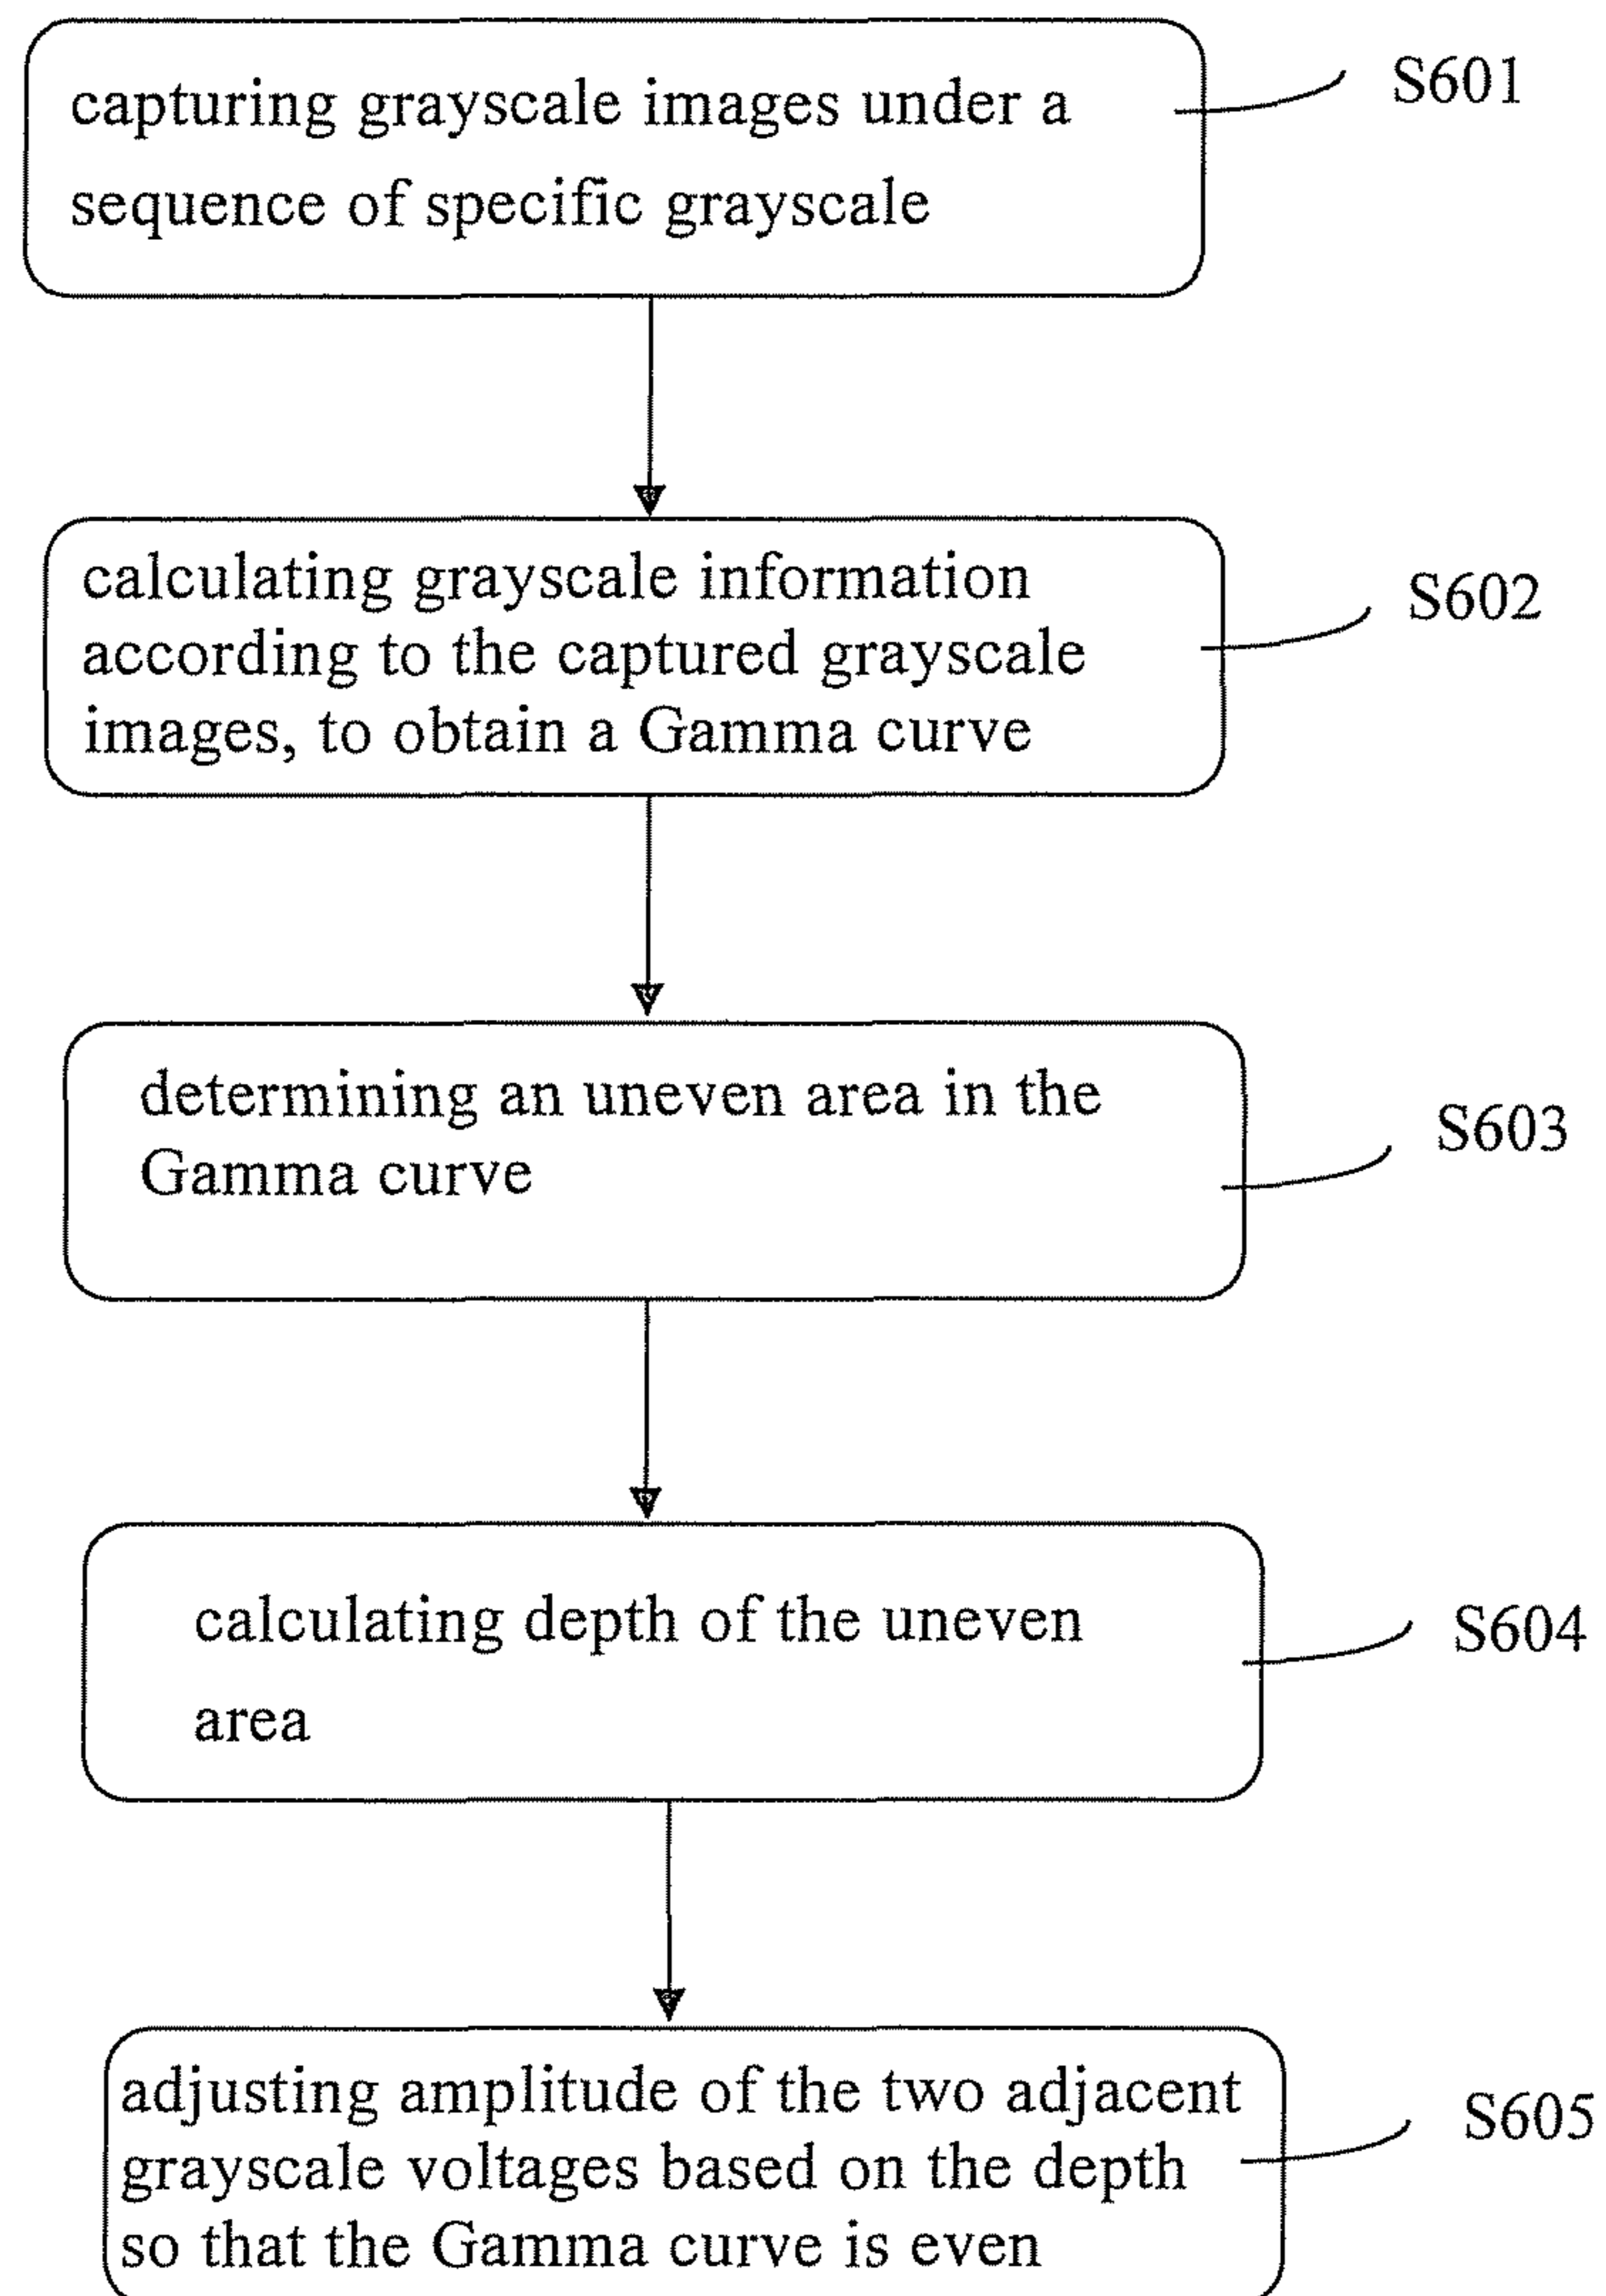 capturing grayscale images under a
sequence of specific grayscale
S601
calculating grayscale information
according to the captured grayscale
images, to obtain a Gamma curve
S602
determining an uneven area in the
Gamma curve
S603
calculating depth of the uneven
area
S604
adjusting amplitude of the two adjacent
grayscale voltages based on the depth
so that the Gamma curve is even
S605